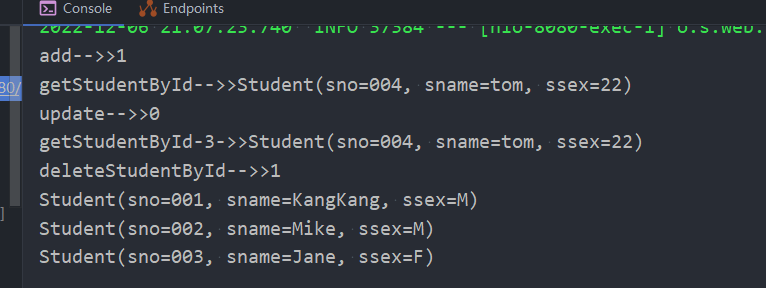 Console Endpoints
2022-12-06 21:07:23.740 INFO 37384 --- [nio-8080-exec-1] o.s.web.
add-->>1
80/
getStudentById-->>Student(sno=004, sname=tom, ssex=22)
update-->>0
getStudentById-3->>Student(sno=004, sname=tom, ssex=22)
deleteStudentById-->>1
Student(sno=001, sname=KangKang, ssex=M)
]
Student(sno=002, sname=Mike, ssex=M)
Student(sno=003, sname=Jane, ssex=F)